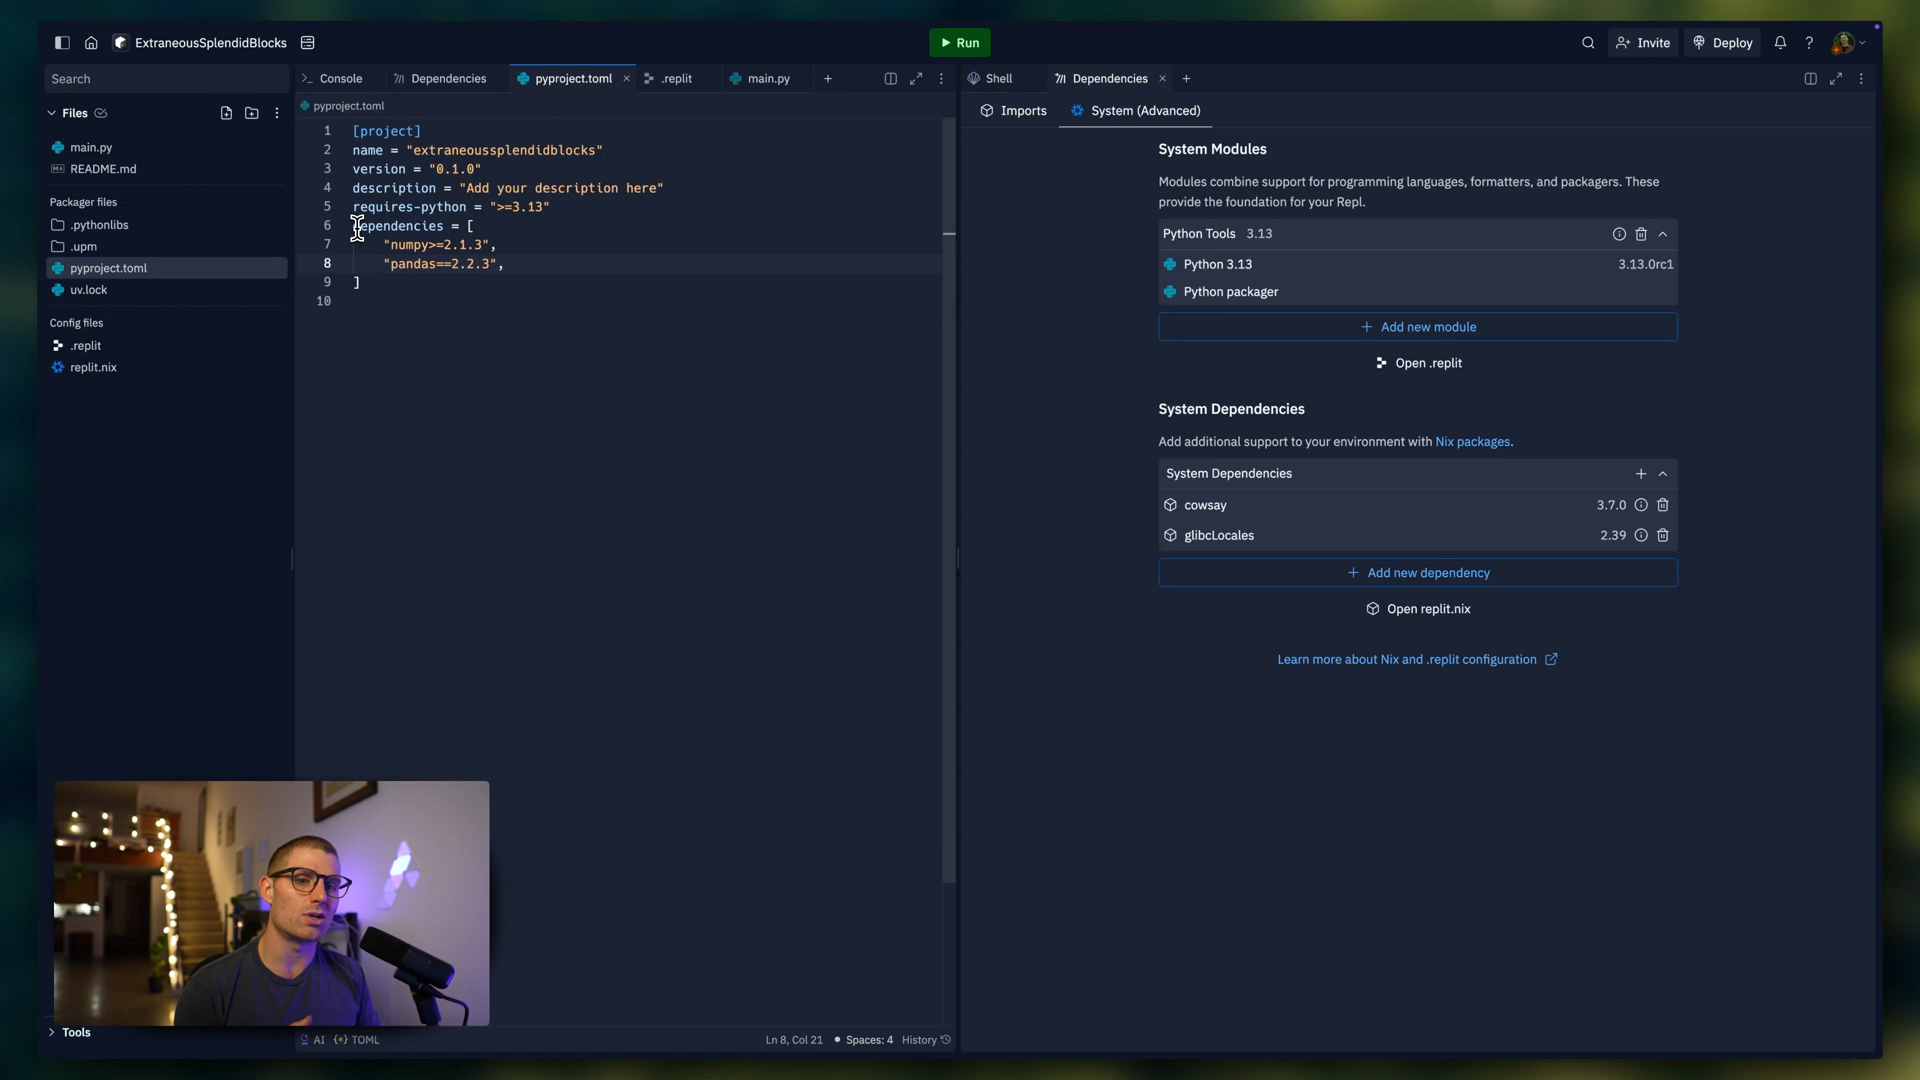 ExtraneousSplendidBlocks
Run
Invite
Deploy
Search
Files
main.py
README.md
Packager files
.pythonlibs
.upm
pyproject.toml
uv.lock
Config files
.replit
replit.nix
Tools
Console
Dependencies
pyproject.toml
.replit
main.py
pyproject.toml
1 [project]
2 name = "extraneoussplendidblocks"
3 version = "0.1.0"
4 description = "Add your description here"
5 requires-python = ">=3.13"
6 dependencies = [
7 "numpy>=2.1.3",
8 "pandas==2.2.3",
9 ]
10
AI TOML
Ln 8, Col 21
Spaces: 4
History
Shell
Dependencies
Imports
System (Advanced)
System Modules
Modules combine support for programming languages, formatters, and packagers. These
provide the foundation for your Repl.
Python Tools 3.13
Python 3.13 3.13.0rc1
Python packager
Add new module
Open .replit
System Dependencies
Add additional support to your environment with Nix packages.
System Dependencies
cowsay 3.7.0
glibcLocales 2.39
Add new dependency
Open replit.nix
Learn more about Nix and .replit configuration